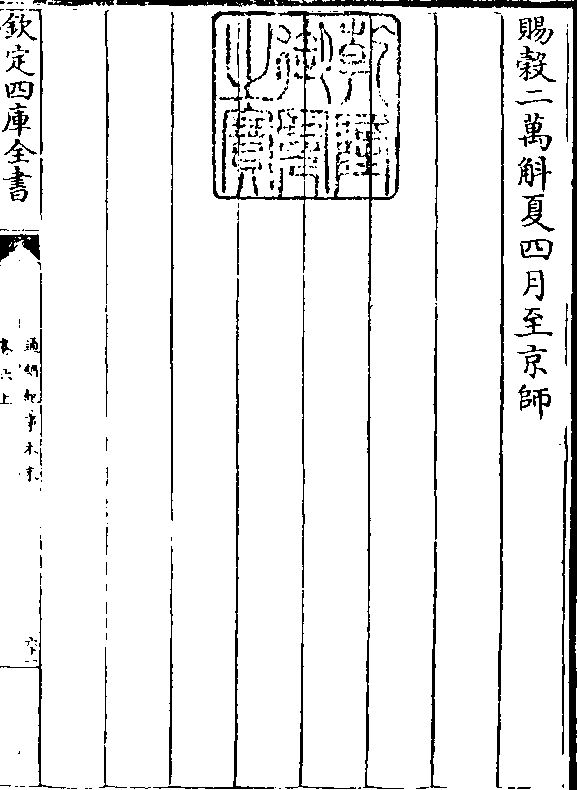 賜穀二萬斛夏四月至京師
乾隆御覽之寶
欽定四庫全書
通鑑紀事本末
卷六上